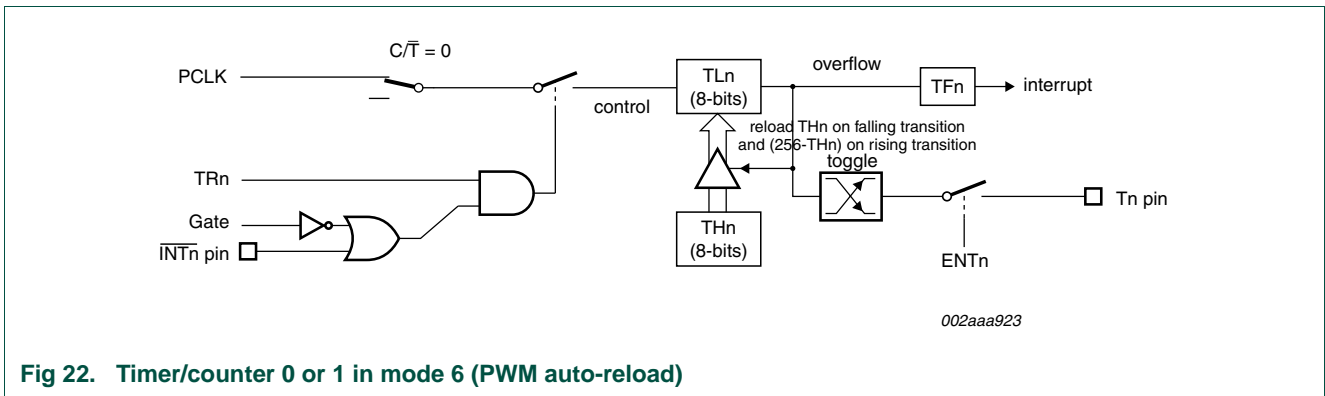 C/T̅ = 0
PCLK
control
TLn
(8-bits)
overflow
TFn
interrupt
reload THn on falling transition
and (256-THn) on rising transition
toggle
TRn
Gate
I̅N̅T̅n̅ pin
THn
(8-bits)
Tn pin
ENTn
002aaa923
Fig 22. Timer/counter 0 or 1 in mode 6 (PWM auto-reload)